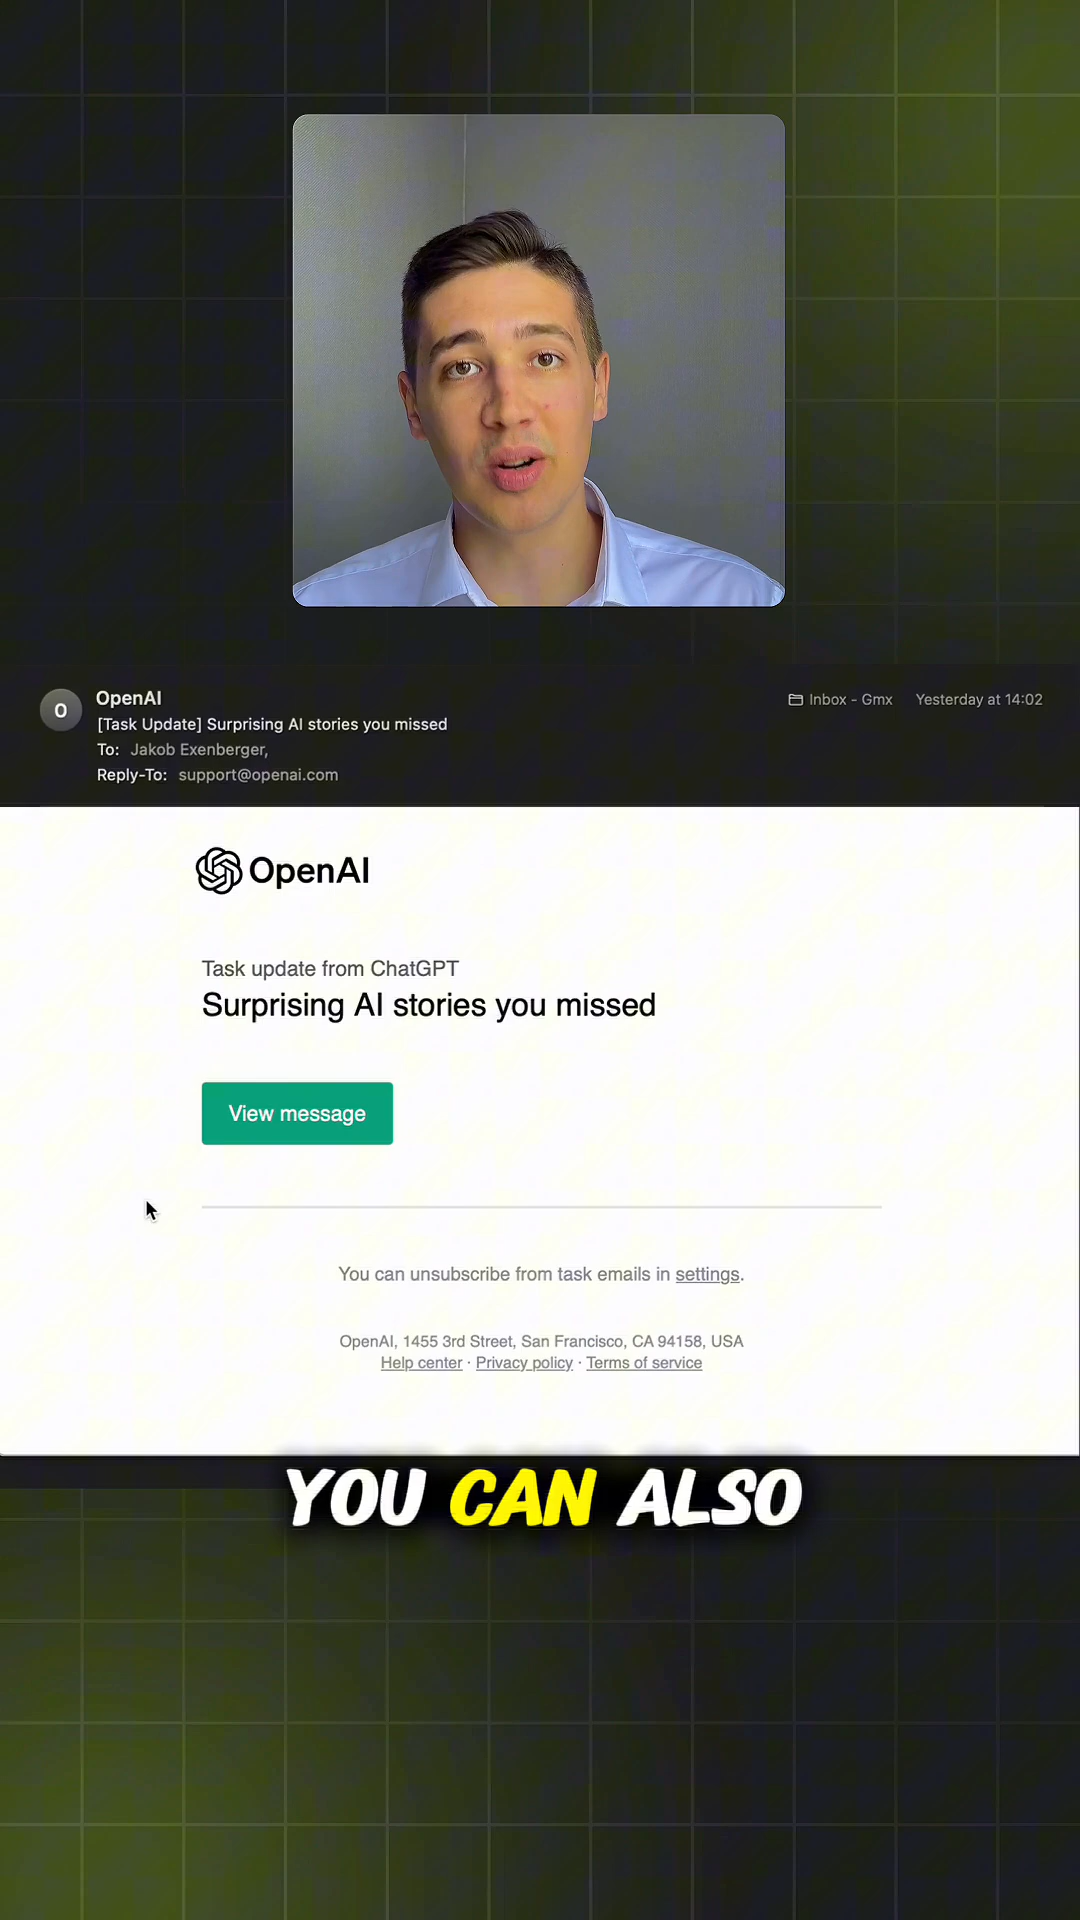 O
OpenAI
Inbox - Gmx
Yesterday at 14:02
[Task Update] Surprising AI stories you missed
To: Jakob Exenberger,
Reply-To: support@openai.com
OpenAI
Task update from ChatGPT
Surprising AI stories you missed
View message
You can unsubscribe from task emails in settings.
OpenAI, 1455 3rd Street, San Francisco, CA 94158, USA
Help center · Privacy policy · Terms of service
YOU CAN ALSO